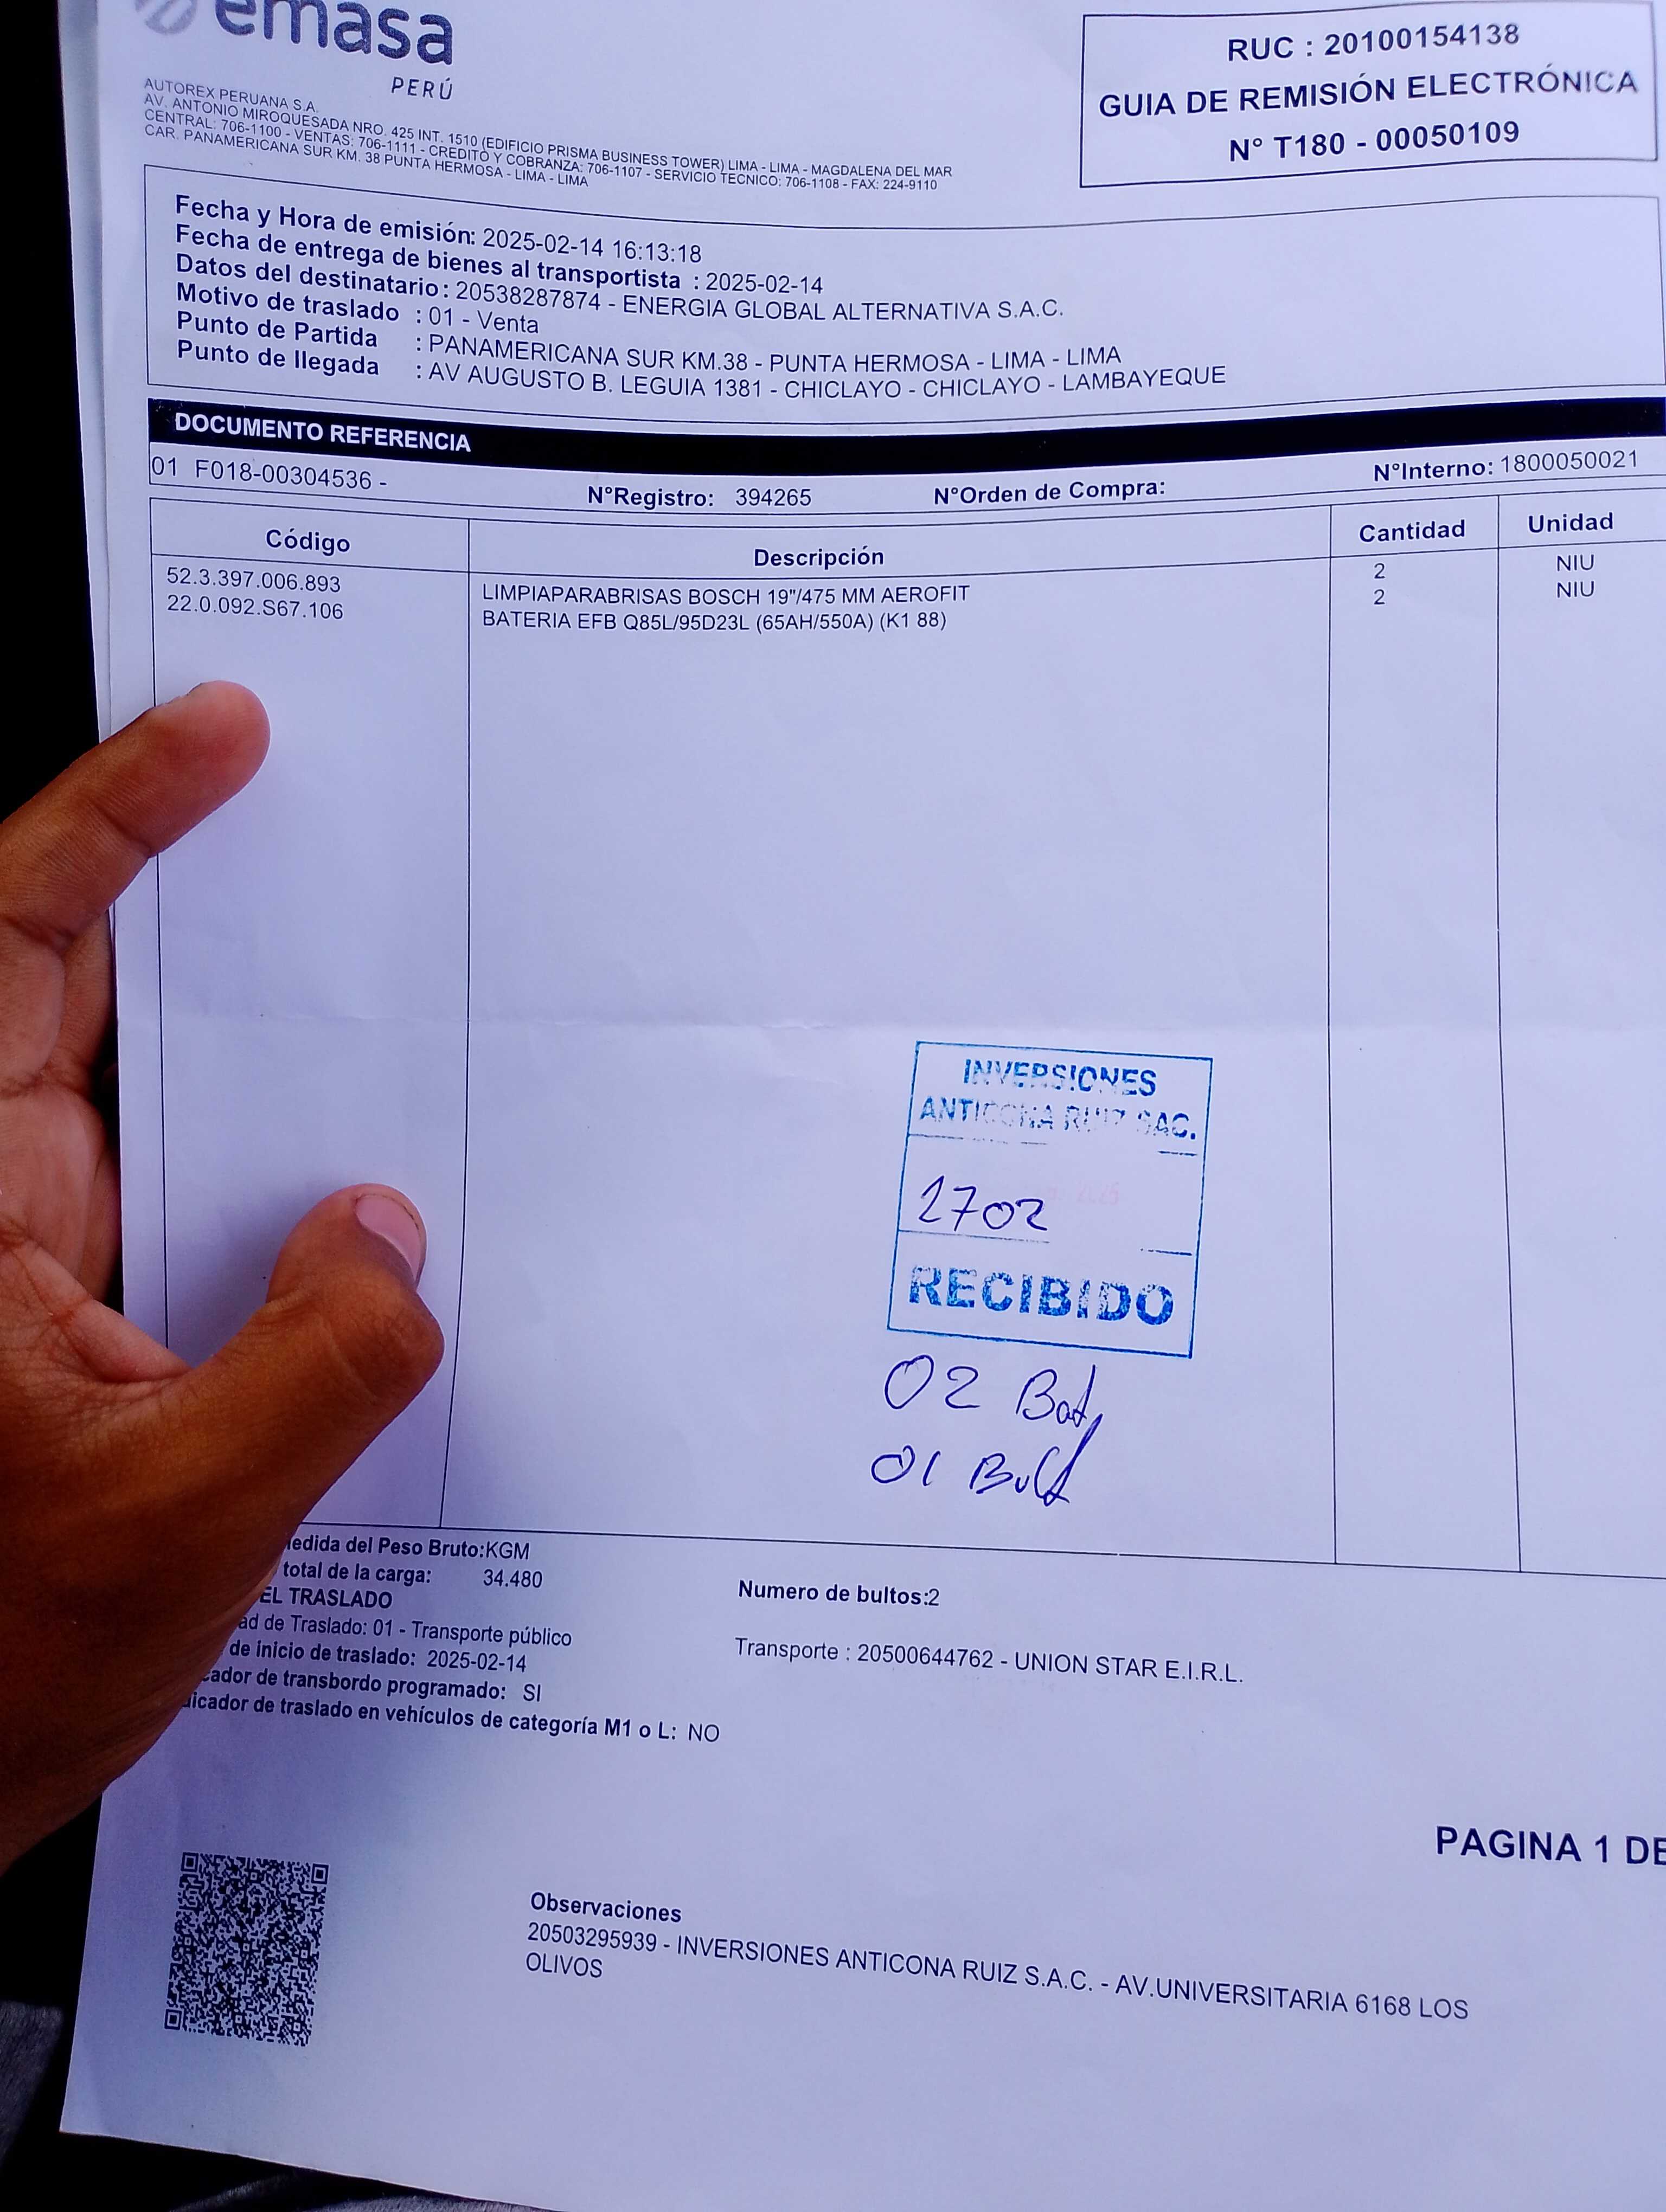 emasa
PERÚ
AUTOREX PERUANA S.A.
AV. ANTONIO MIROQUESADA NRO. 425 INT. 1510 (EDIFICIO PRISMA BUSINESS TOWER) LIMA - LIMA - MAGDALENA DEL MAR
CENTRAL: 706-1100 - VENTAS: 706-1111 - CREDITO Y COBRANZA: 706-1107 - SERVICIO TECNICO: 706-1108 - FAX: 224-9110
CAR. PANAMERICANA SUR KM. 38 PUNTA HERMOSA - LIMA - LIMA
RUC : 20100154138
GUIA DE REMISIÓN ELECTRÓNICA
N° T180 - 00050109
Fecha y Hora de emisión: 2025-02-14 16:13:18
Fecha de entrega de bienes al transportista : 2025-02-14
Datos del destinatario: 20538287874 - ENERGIA GLOBAL ALTERNATIVA S.A.C.
Motivo de traslado : 01 - Venta
Punto de Partida : PANAMERICANA SUR KM.38 - PUNTA HERMOSA - LIMA - LIMA
Punto de llegada : AV AUGUSTO B. LEGUIA 1381 - CHICLAYO - CHICLAYO - LAMBAYEQUE
DOCUMENTO REFERENCIA
01 F018-00304536 - N°Registro: 394265 N°Orden de Compra: N°Interno: 1800050021
Código Descripción Cantidad Unidad
52.3.397.006.893 LIMPIAPARABRISAS BOSCH 19"/475 MM AEROFIT 2 NIU
22.0.092.S67.106 BATERIA EFB Q85L/95D23L (65AH/550A) (K1 88) 2 NIU
INVERSIONES
ANTICONA RUIZ SAC.
2702
RECIBIDO
02 Bat,
01 Bult
edida del Peso Bruto:KGM
total de la carga: 34.480
Numero de bultos:2
EL TRASLADO
ad de Traslado: 01 - Transporte público
Transporte : 20500644762 - UNION STAR E.I.R.L.
de inicio de traslado: 2025-02-14
cador de transbordo programado: SI
icador de traslado en vehículos de categoría M1 o L: NO
PAGINA 1 DE
Observaciones
20503295939 - INVERSIONES ANTICONA RUIZ S.A.C. - AV.UNIVERSITARIA 6168 LOS
OLIVOS